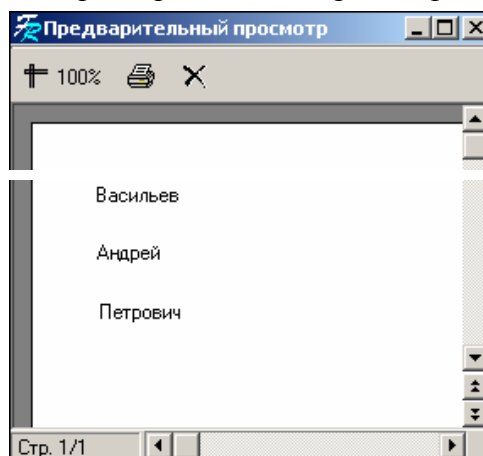 Предварительный просмотр
100%
Васильев
Андрей
Петрович
Стр. 1/1